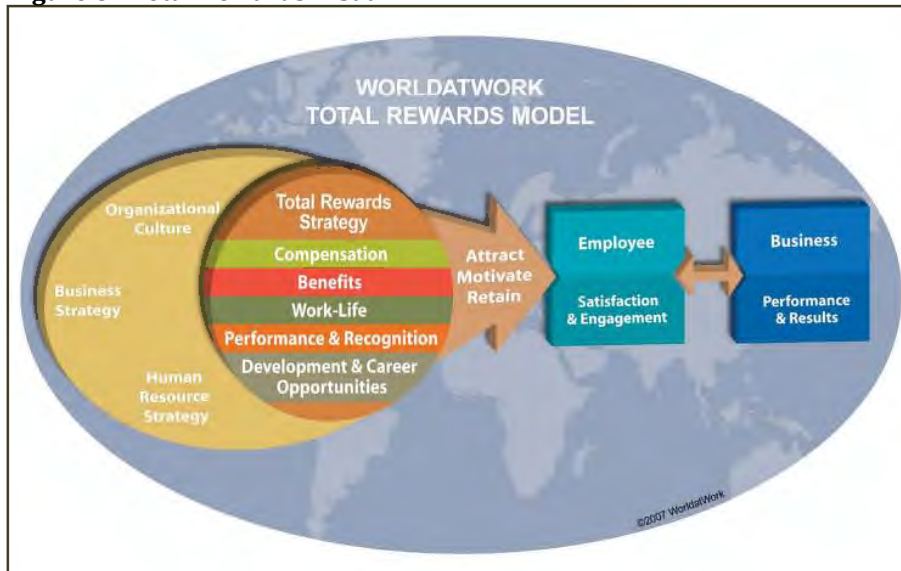 WORLDATWORK
TOTAL REWARDS MODEL
Organizational
Culture
Business
Strategy
Human
Resource
Strategy
Total Rewards
Strategy
Compensation
Benefits
Work-Life
Performance & Recognition
Development & Career
Opportunities
Attract
Motivate
Retain
Employee
Satisfaction
& Engagement
Business
Performance
& Results
©2007 WorldatWork